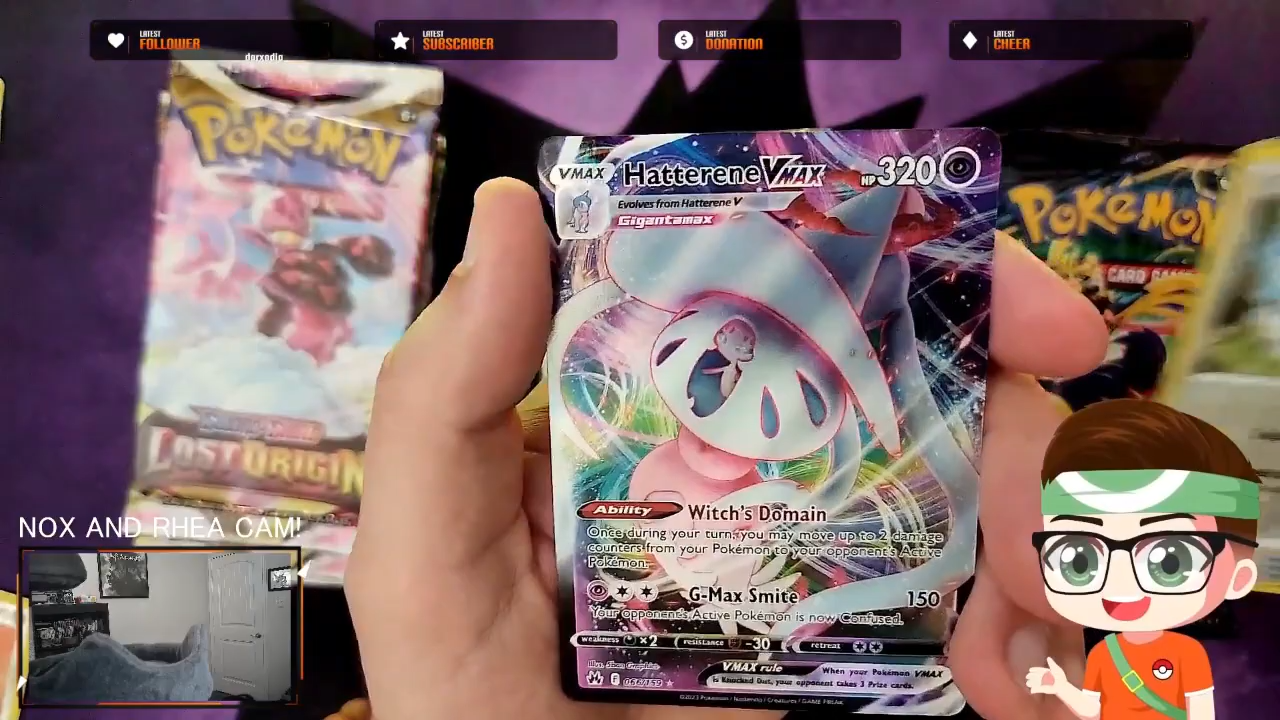 LATEST
FOLLOWER
darxedia
LATEST
SUBSCRIBER
LATEST
DONATION
LATEST
CHEER
POKÉMON
LOST ORIGIN
VMAX
Hatterene VMAX
HP 320
Evolves from Hatterene V
Gigantamax
Ability Witch's Domain
Once during your turn, you may move up to 2 damage
counters from your Pokémon to your opponent's Active
Pokémon.
G-Max Smite 150
Your opponent's Active Pokémon is now Confused.
weakness ×2 resistance -30 retreat
VMAX rule When your Pokémon VMAX
is Knocked Out, your opponent takes 3 Prize cards.
POKÉMON
CARD
NOX AND RHEA CAM!